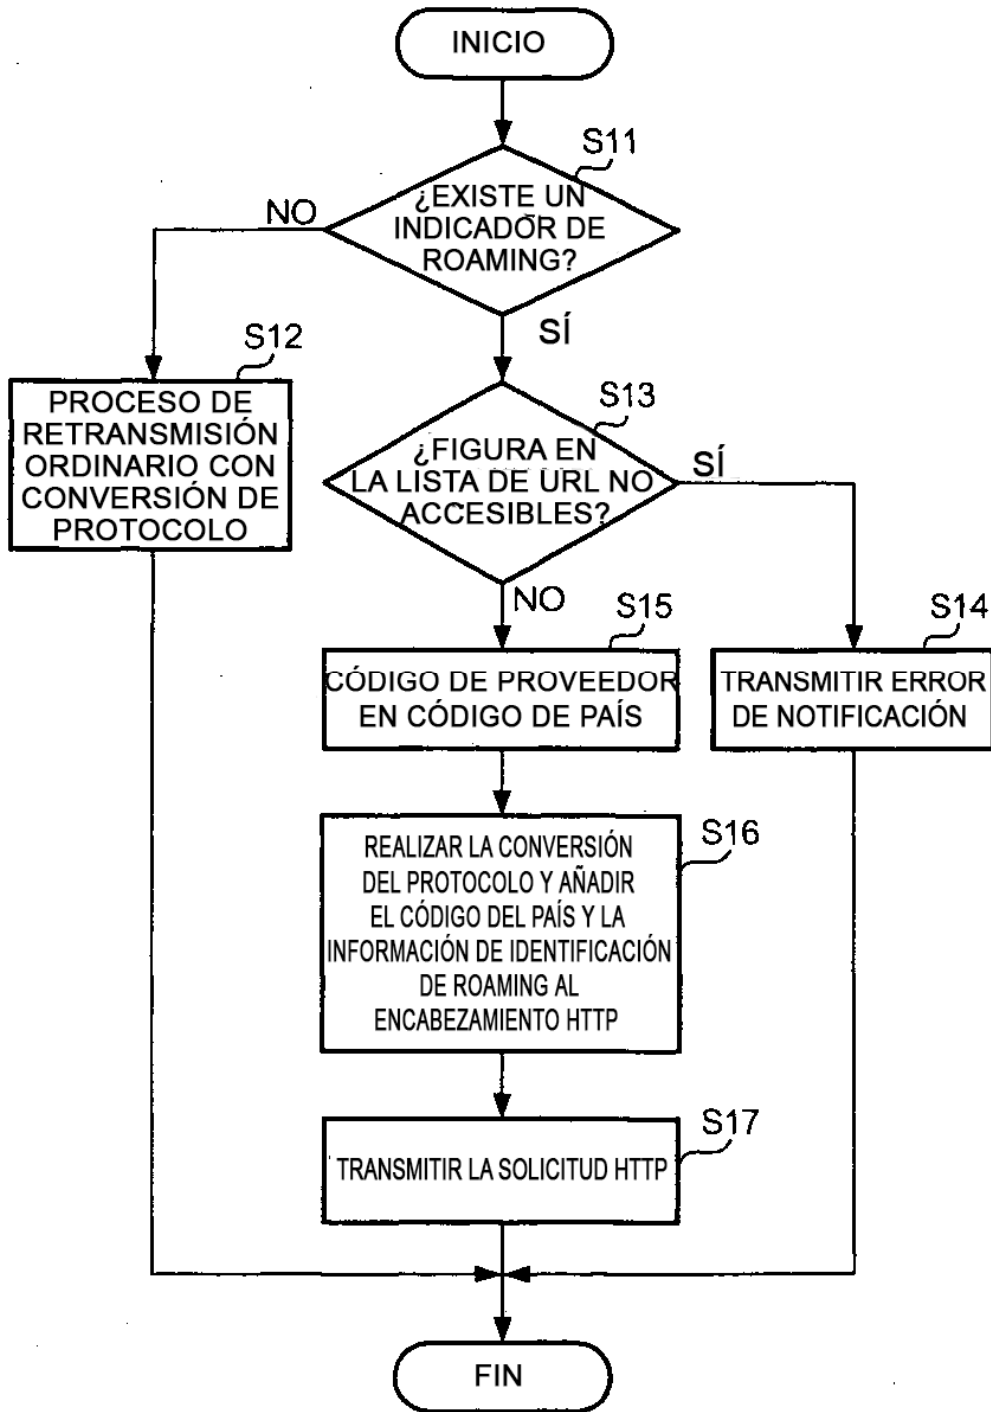 INICIO
S11
¿EXISTE UN
INDICADOR DE
ROAMING?
NO
SÍ
S12
PROCESO DE
RETRANSMISIÓN
ORDINARIO CON
CONVERSIÓN DE
PROTOCOLO
S13
¿FIGURA EN
LA LISTA DE URL NO
ACCESIBLES?
SÍ
NO
S15
CÓDIGO DE PROVEEDOR
EN CÓDIGO DE PAÍS
S14
TRANSMITIR ERROR
DE NOTIFICACIÓN
S16
REALIZAR LA CONVERSIÓN
DEL PROTOCOLO Y AÑADIR
EL CÓDIGO DEL PAÍS Y LA
INFORMACIÓN DE IDENTIFICACIÓN
DE ROAMING AL
ENCABEZAMIENTO HTTP
S17
TRANSMITIR LA SOLICITUD HTTP
FIN